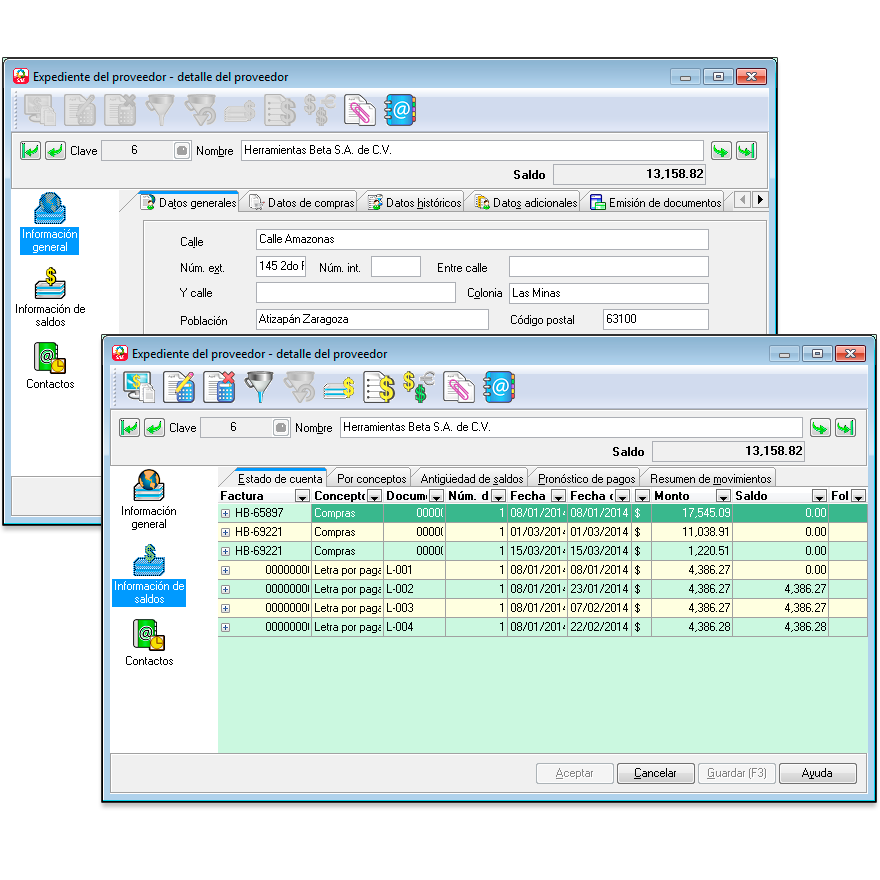 Expediente del proveedor - detalle del proveedor
Clave 6 Nombre Herramientas Beta S.A. de C.V.
Saldo 13,158.82
Información general
Información de saldos
Contactos
Datos generales Datos de compras Datos históricos Datos adicionales Emisión de documentos
Calle Calle Amazonas
Núm. ext. 145 2do Núm. int. Entre calle
Y calle Colonia Las Minas
Población Atizapán Zaragoza Código postal 63100
Expediente del proveedor - detalle del proveedor
Clave 6 Nombre Herramientas Beta S.A. de C.V.
Saldo 13,158.82
Información general
Información de saldos
Contactos
Estado de cuenta Por conceptos Antigüedad de saldos Pronóstico de pagos Resumen de movimientos
Factura Concepto Docum Núm. d Fecha Fecha Monto Saldo Fol
HB-65897 Compras 0000 1 08/01/201 08/01/2014 $ 17,545.09 0.00
HB-69221 Compras 0000 1 01/03/201 01/03/2014 $ 11,038.91 0.00
HB-69221 Compras 0000 1 15/03/201 15/03/2014 $ 1,220.51 0.00
0000000 Letra por paga L-001 1 08/01/201 08/01/2014 $ 4,386.27 0.00
0000000 Letra por paga L-002 1 08/01/201 23/01/2014 $ 4,386.27 4,386.27
0000000 Letra por paga L-003 1 08/01/201 07/02/2014 $ 4,386.27 4,386.27
0000000 Letra por paga L-004 1 08/01/201 22/02/2014 $ 4,386.28 4,386.28
Aceptar Cancelar Guardar (F3) Ayuda